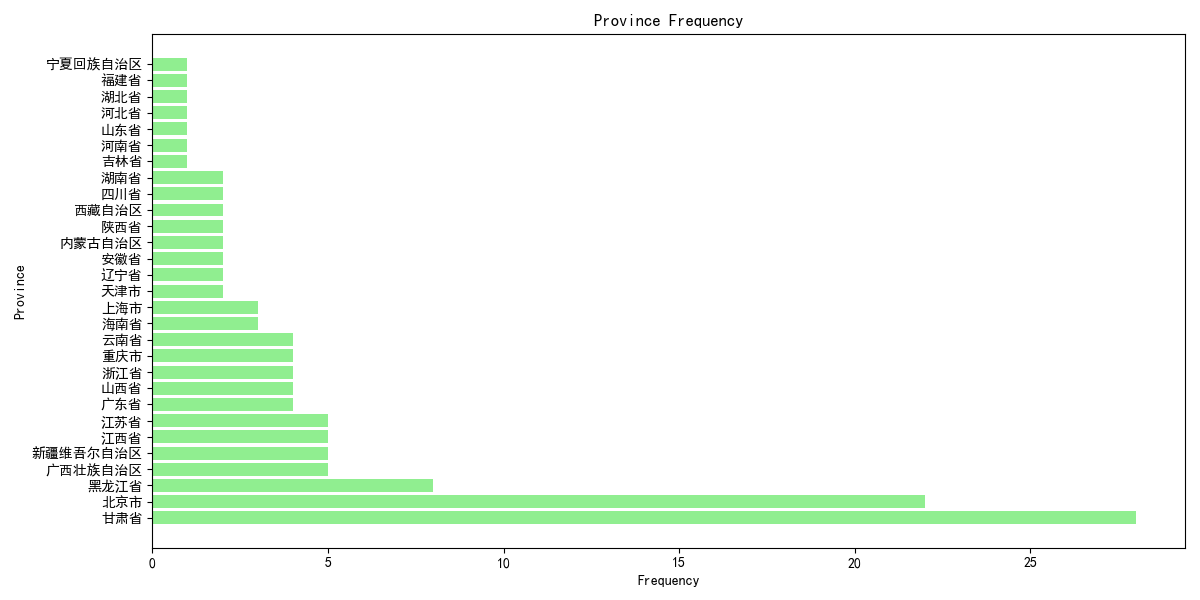 Province Frequency
宁夏回族自治区
福建省
湖北省
河北省
山东省
河南省
吉林省
湖南省
四川省
西藏自治区
陕西省
内蒙古自治区
安徽省
辽宁省
天津市
上海市
海南省
云南省
重庆市
浙江省
山西省
广东省
江苏省
江西省
新疆维吾尔自治区
广西壮族自治区
黑龙江省
北京市
甘肃省
Province
0 5 10 15 20 25
Frequency